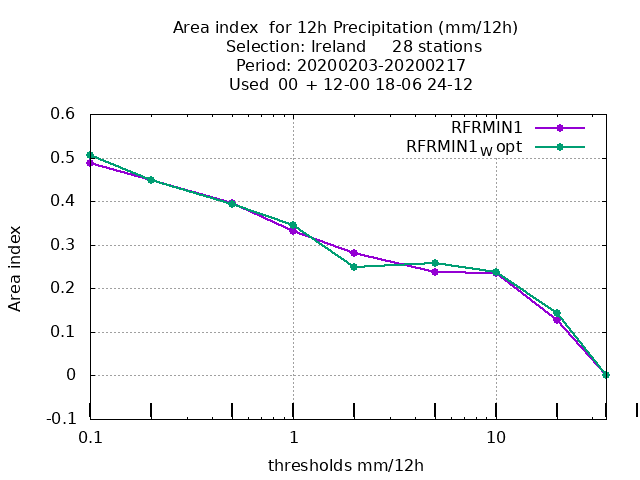 Area index  for 12h Precipitation (mm/12h)
Selection: Ireland     28 stations
Period: 20200203-20200217
Used  00 + 12-00 18-06 24-12
RFRMIN1
RFRMIN1W opt
0.6
0.5
0.4
0.3
0.2
0.1
0
-0.1
Area index
0.1 1 10
thresholds mm/12h